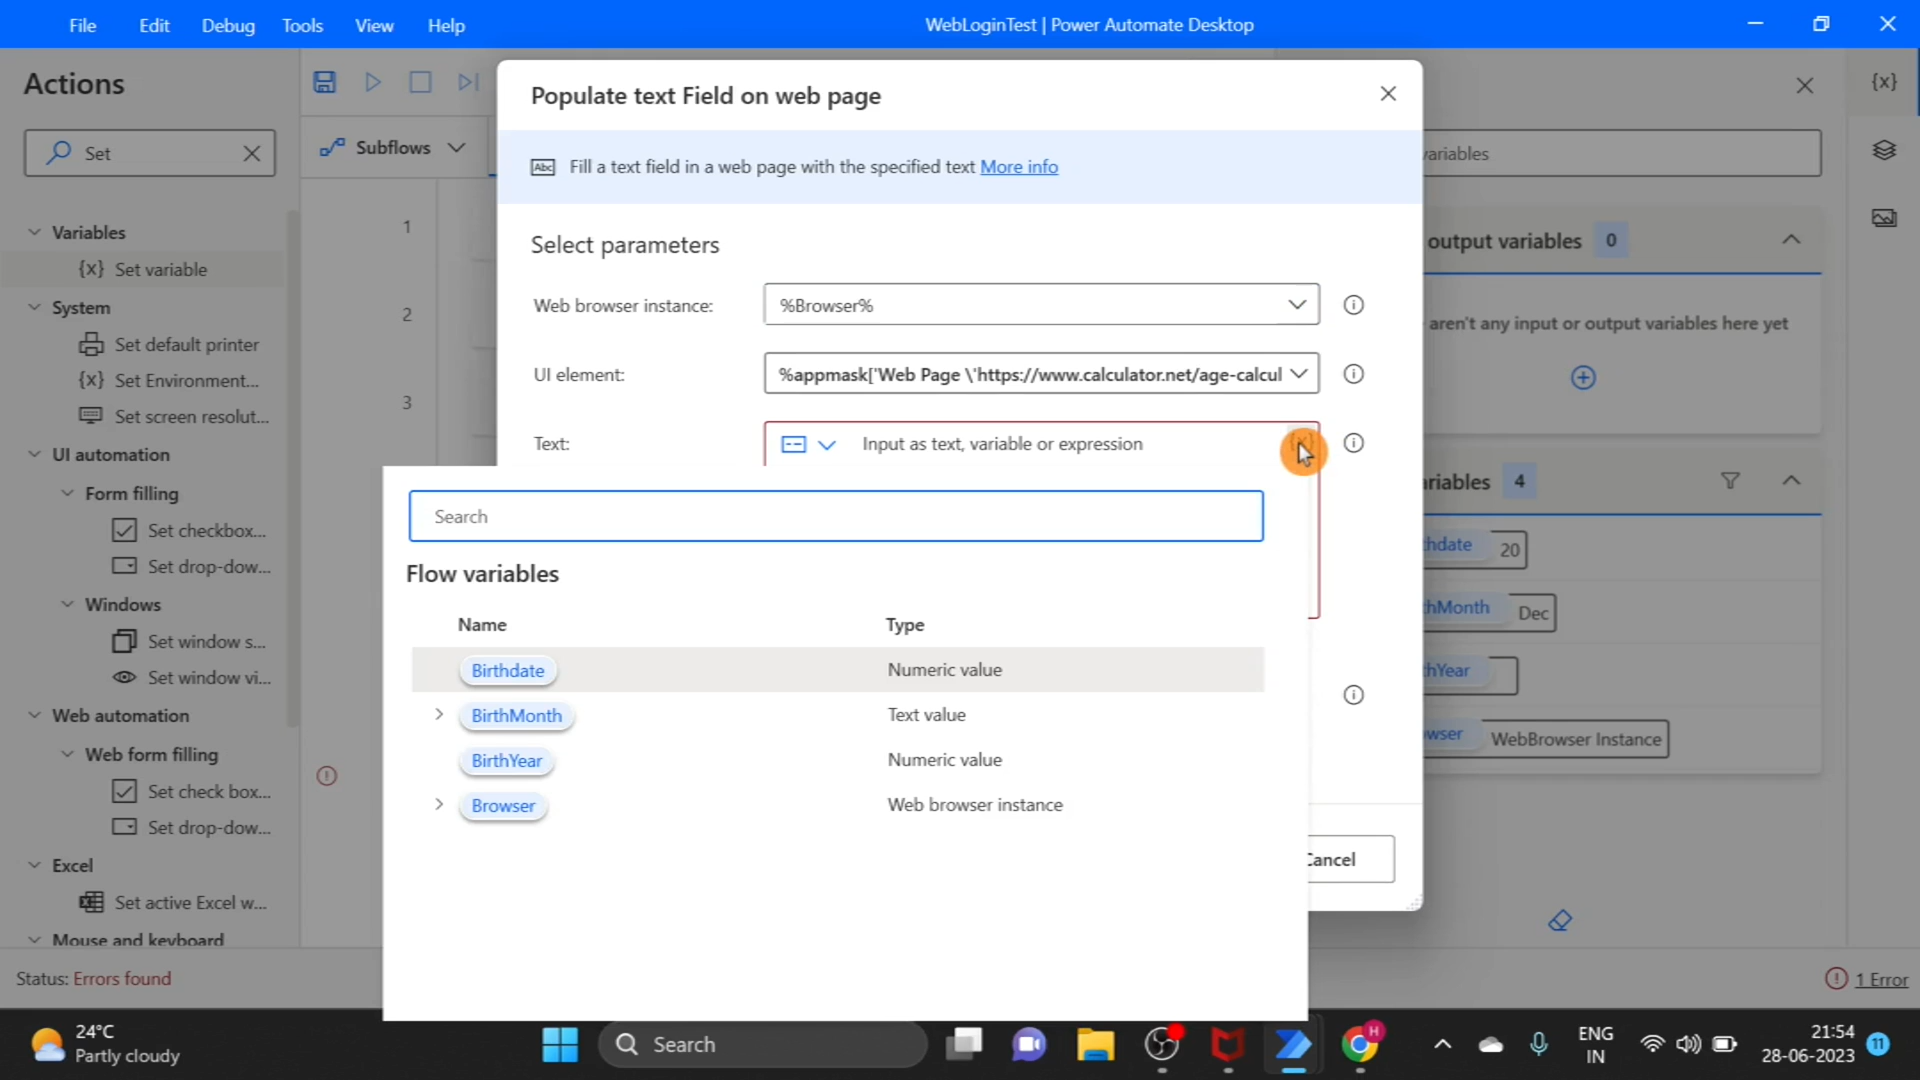 File Edit Debug Tools View Help
WebLoginTest | Power Automate Desktop
Actions
Set
Variables
{x} Set variable
System
Set default printer
{x} Set Environment...
Set screen resolut...
UI automation
Form filling
Set checkbox...
Set drop-dow...
Windows
Set window s...
Set window vi...
Web automation
Web form filling
Set check box...
Set drop-dow...
Excel
Set active Excel w...
Mouse and keyboard
Status: Errors found
Subflows
1
2
3
Populate text Field on web page
Abc Fill a text field in a web page with the specified text More info
Select parameters
Web browser instance: %Browser%
UI element: %appmask['Web Page \'https://www.calculator.net/age-calcul
Text: Input as text, variable or expression
Search
Flow variables
Name Type
Birthdate Numeric value
BirthMonth Text value
BirthYear Numeric value
Browser Web browser instance
Cancel
{x}
variables
output variables 0
aren't any input or output variables here yet
ariables 4
hdate 20
hMonth Dec
hYear
wser WebBrowser Instance
1 Error
24°C
Partly cloudy
Search
H
ENG
IN
21:54
28-06-2023
11